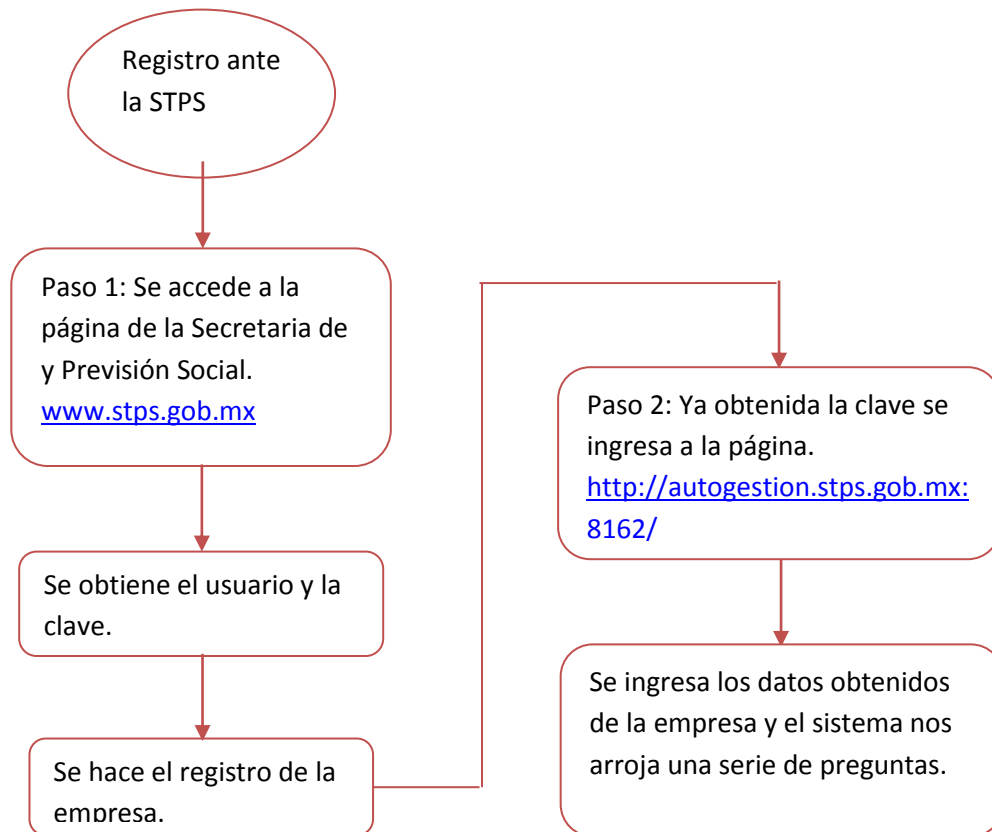 Registro ante
la STPS
Paso 1: Se accede a la
página de la Secretaria de
y Previsión Social.
www.stps.gob.mx
Se obtiene el usuario y la
clave.
Se hace el registro de la
empresa.
Paso 2: Ya obtenida la clave se
ingresa a la página.
http://autogestion.stps.gob.mx:
8162/
Se ingresa los datos obtenidos
de la empresa y el sistema nos
arroja una serie de preguntas.